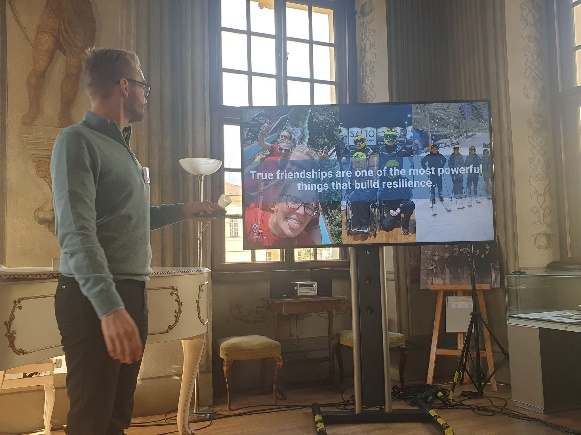 True friendships are one of the most powerful
things that build resilience.